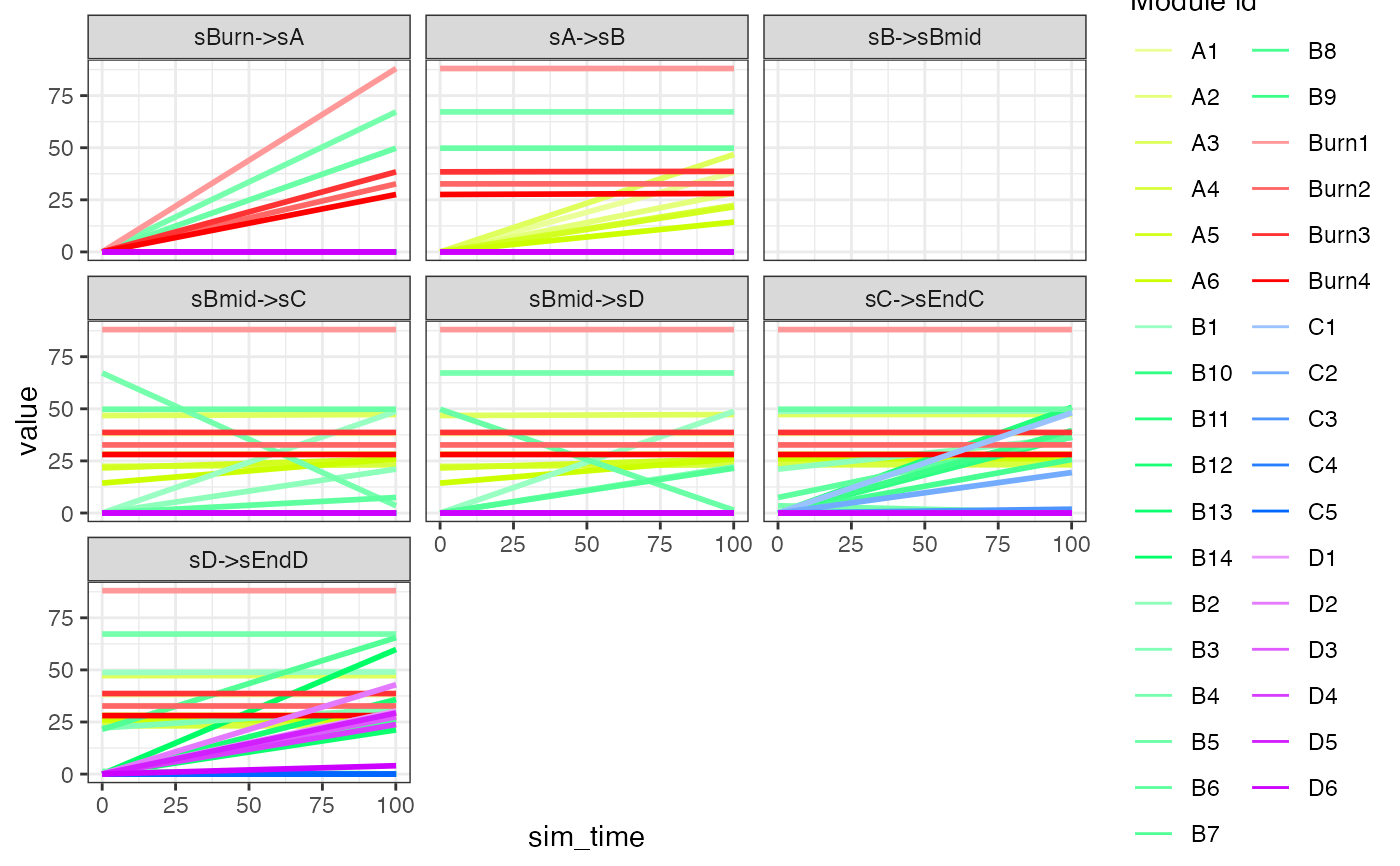 Module id
sBurn->sA
sA->sB
sB->sBmid
75
50
25
0
sBmid->sC
sBmid->sD
sC->sEndC
75
50
25
0
0 25 50 75 100
0 25 50 75 100
sD->sEndD
75
50
25
0
0 25 50 75 100
value
sim_time
A1
A2
A3
A4
A5
A6
B1
B10
B11
B12
B13
B14
B2
B3
B4
B5
B6
B7
B8
B9
Burn1
Burn2
Burn3
Burn4
C1
C2
C3
C4
C5
D1
D2
D3
D4
D5
D6